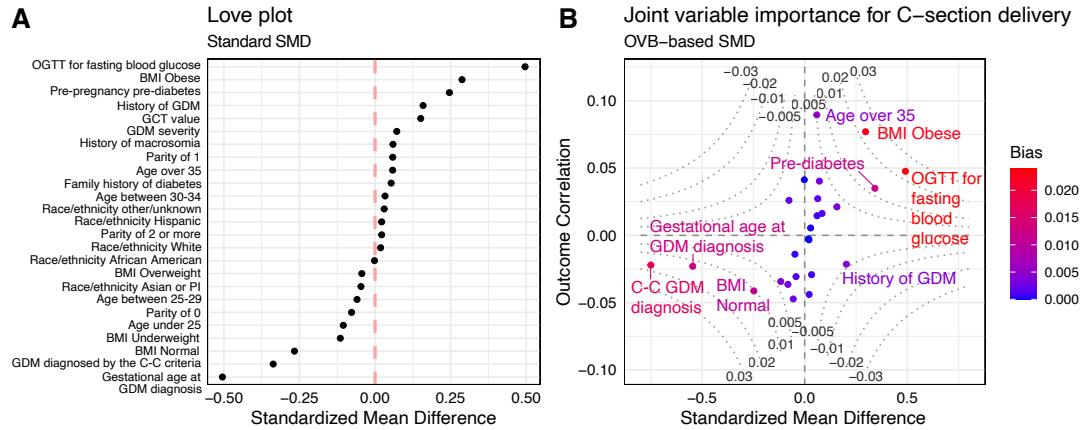 A
Love plot
Standard SMD
OGTT for fasting blood glucose
BMI Obese
Pre-pregnancy pre-diabetes
History of GDM
GCT value
GDM severity
History of macrosomia
Parity of 1
Age over 35
Family history of diabetes
Age between 30-34
Race/ethnicity other/unknown
Race/ethnicity Hispanic
Parity of 2 or more
Race/ethnicity White
Race/ethnicity African American
BMI Overweight
Race/ethnicity Asian or PI
Age between 25-29
Parity of 0
Age under 25
BMI Underweight
BMI Normal
GDM diagnosed by the C-C criteria
Gestational age at
GDM diagnosis
−0.50 −0.25 0.00 0.25 0.50
Standardized Mean Difference
B
Joint variable importance for C−section delivery
OVB−based SMD
Outcome Correlation
0.10
0.05
0.00
−0.05
−0.10
−0.03
−0.02
−0.01
−0.005
0.005
0.01
0.02
0.03
Age over 35
BMI Obese
Pre-diabetes
OGTT for
fasting
blood
glucose
Gestational age at
GDM diagnosis
C-C GDM
diagnosis
BMI
Normal
History of GDM
0.005
0.01
0.02
0.03
−0.005
−0.01
−0.02
−0.03
−0.5 0.0 0.5
Standardized Mean Difference
Bias
0.020
0.015
0.010
0.005
0.000